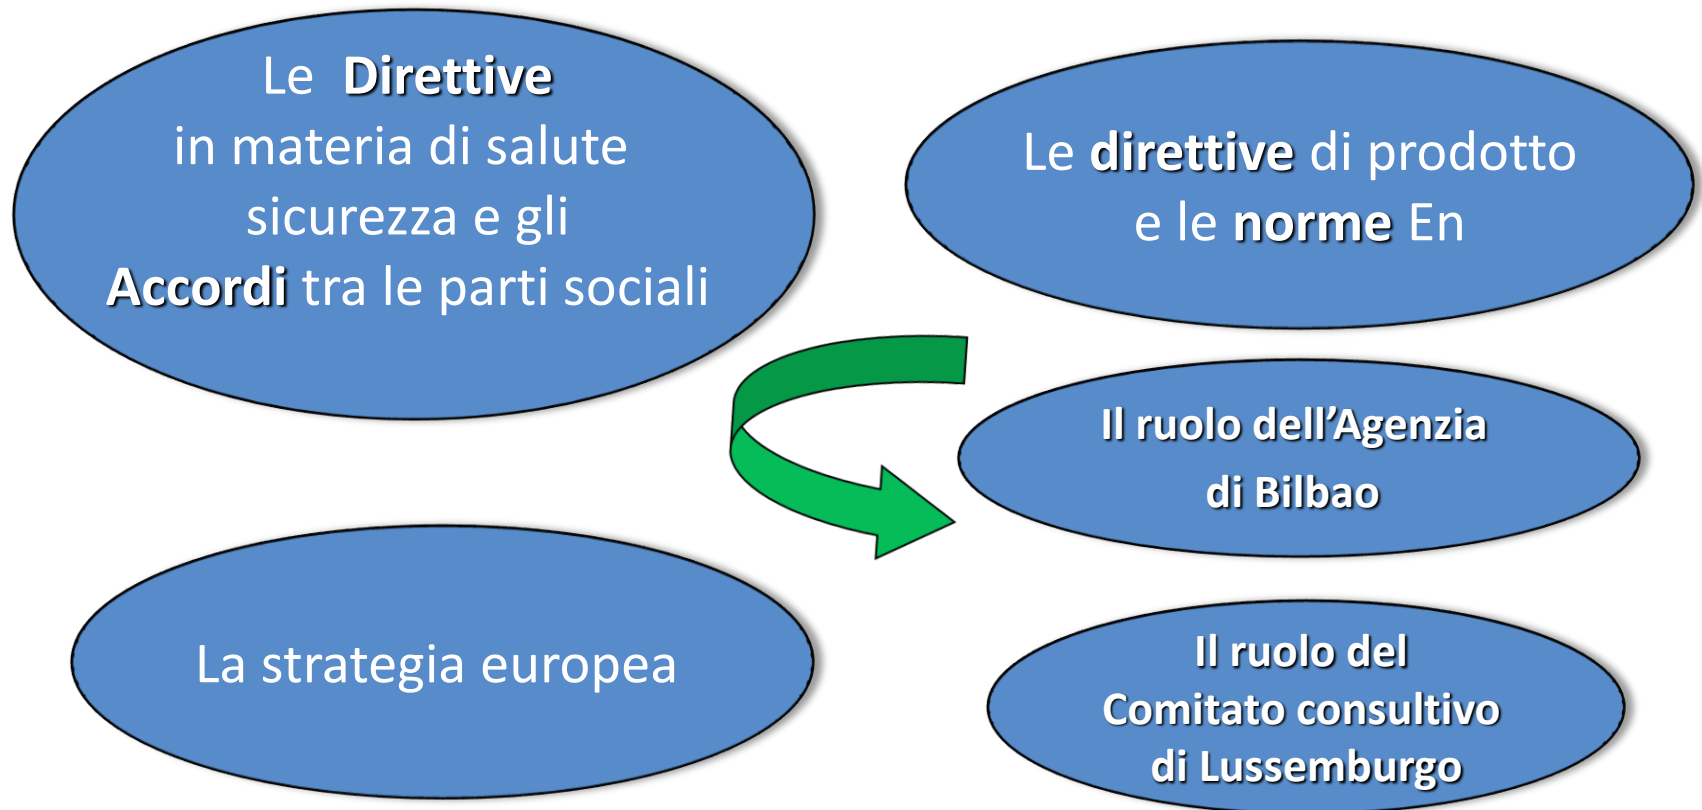 Le Direttive
in materia di salute
sicurezza e gli
Accordi tra le parti sociali
Le direttive di prodotto
e le norme En
Il ruolo dell’Agenzia
di Bilbao
La strategia europea
Il ruolo del
Comitato consultivo
di Lussemburgo